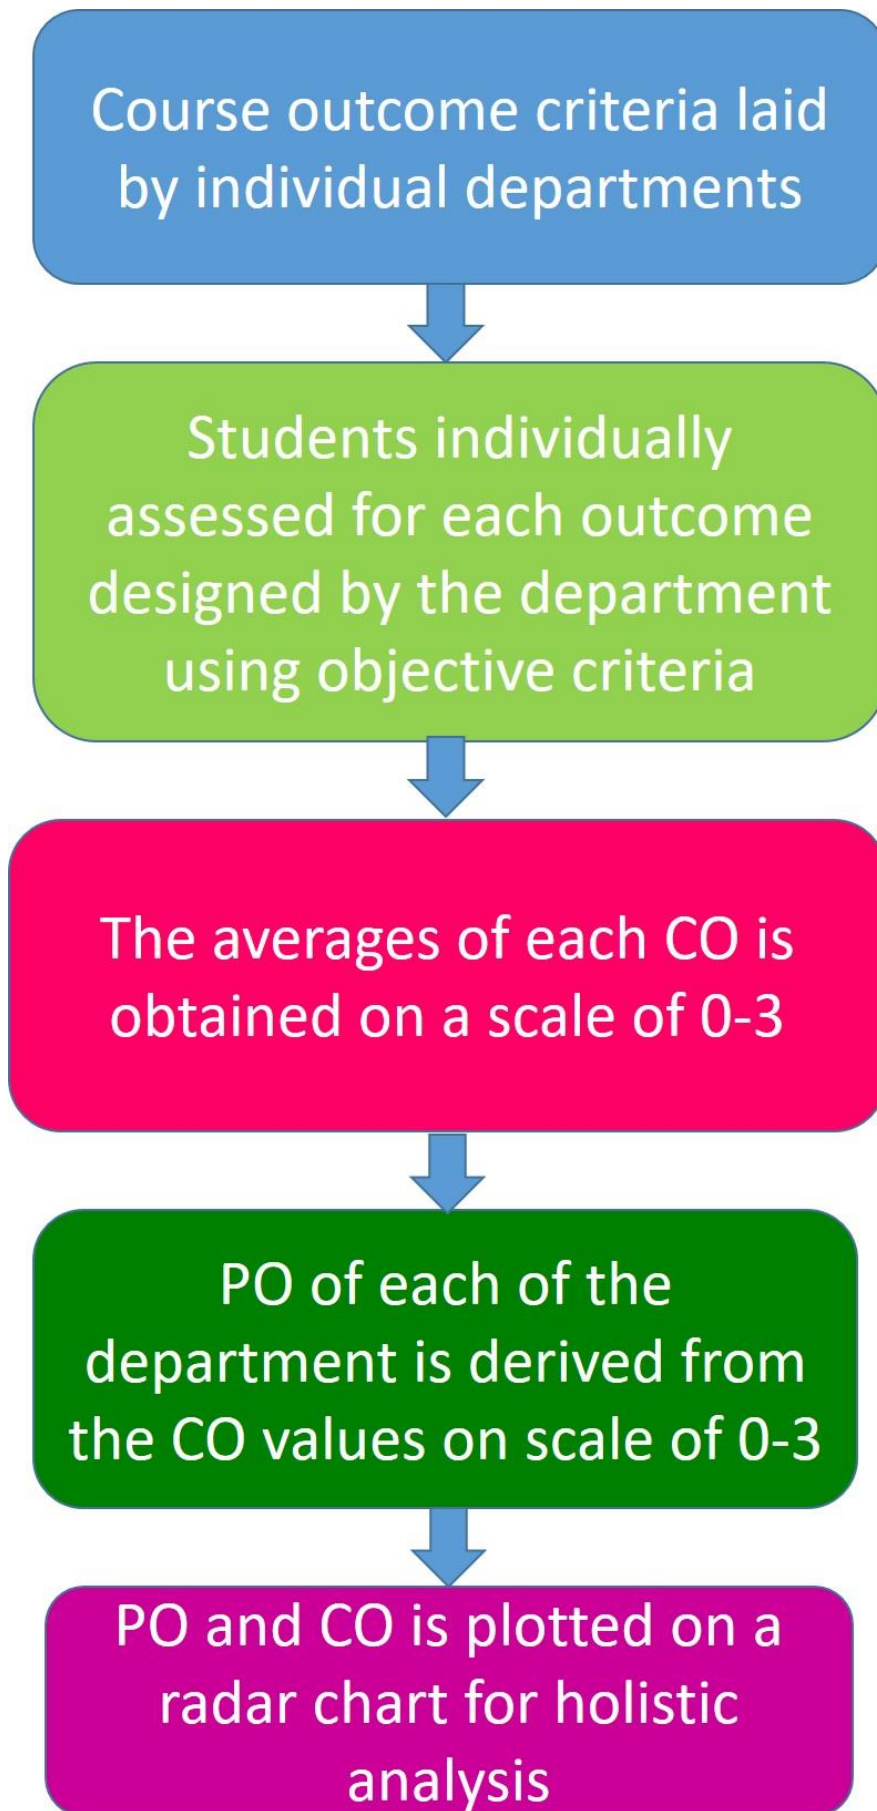 Course outcome criteria laid
by individual departments
Students individually
assessed for each outcome
designed by the department
using objective criteria
The averages of each CO is
obtained on a scale of 0-3
PO of each of the
department is derived from
the CO values on scale of 0-3
PO and CO is plotted on a
radar chart for holistic
analysis